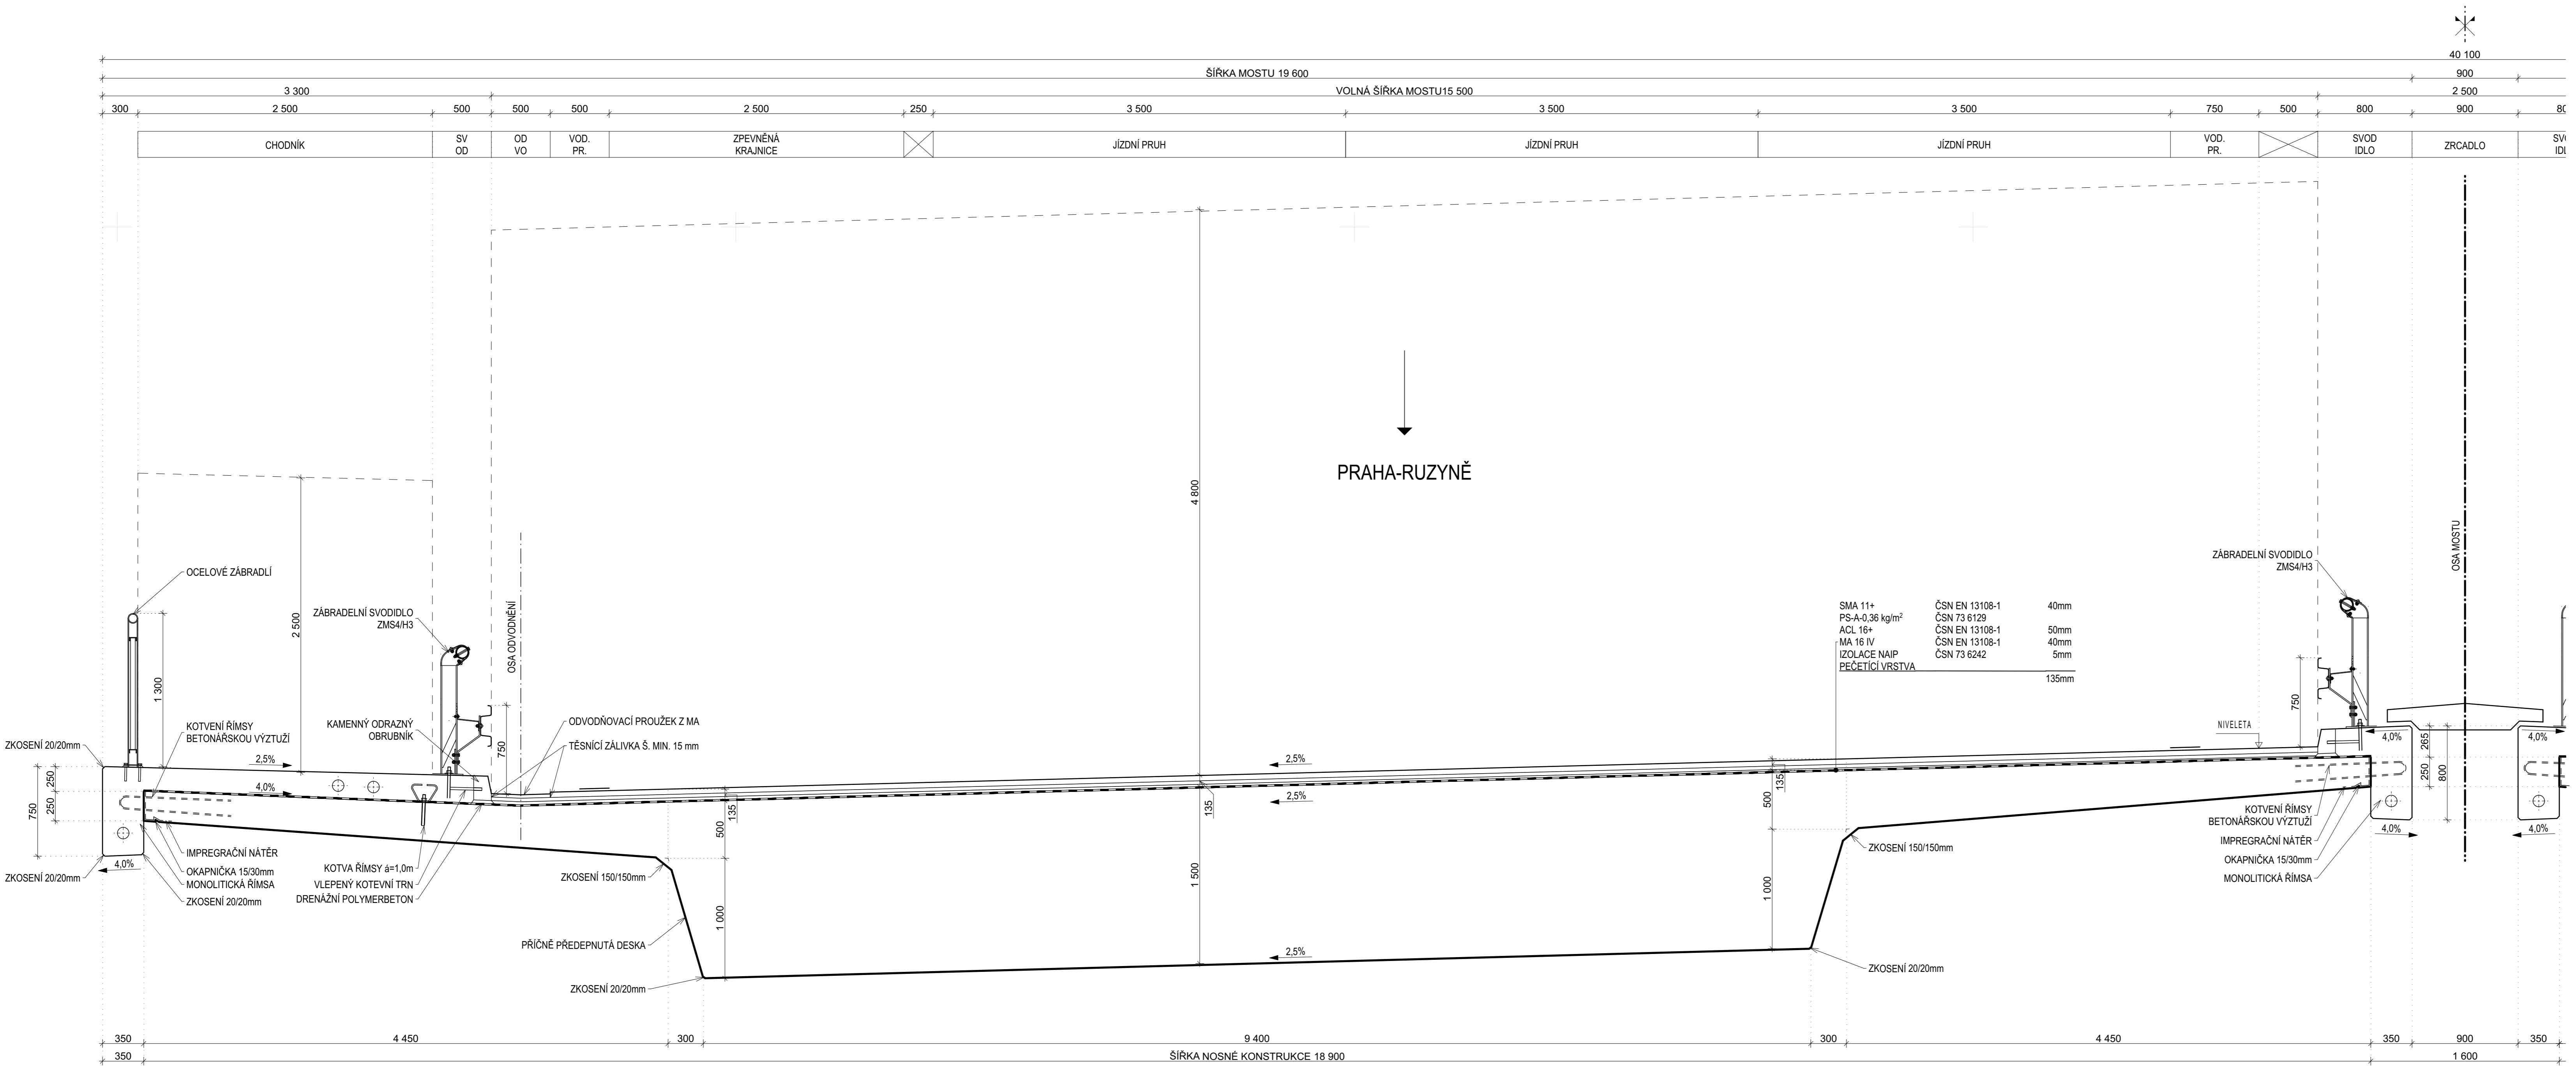 40 100
ŠÍŘKA MOSTU 19 600
900
3 300
VOLNÁ ŠÍŘKA MOSTU15 500
2 500
300
2 500
500
500
500
2 500
250
3 500
3 500
3 500
750
500
800
900
CHODNÍK
SV
OD
OD
VO
VOD.
PR.
ZPEVNĚNÁ
KRAJNICE
JÍZDNÍ PRUH
JÍZDNÍ PRUH
JÍZDNÍ PRUH
VOD.
PR.
SVOD
IDLO
ZRCADLO
PRAHA-RUZYNĚ
4 800
OCELOVÉ ZÁBRADLÍ
ZÁBRADELNÍ SVODIDLO
ZMS4/H3
2 500
1 300
OSA ODVODNĚNÍ
ZÁBRADELNÍ SVODIDLO
ZMS4/H3
OSA MOSTU
SMA 11+ ČSN EN 13108-1 40mm
PS-A-0,36 kg/m² ČSN 73 6129
ACL 16+ ČSN EN 13108-1 50mm
MA 16 IV ČSN EN 13108-1 40mm
IZOLACE NAIP ČSN 73 6242 5mm
PEČETÍCÍ VRSTVA
135mm
KOTVENÍ ŘÍMSY
BETONÁŘSKOU VÝZTUŽÍ
KAMENNÝ ODRAZNÝ
OBRUBNÍK
ODVODŇOVACÍ PROUŽEK Z MA
TĚSNÍCÍ ZÁLIVKA Š. MIN. 15 mm
750
750
NIVELETA
ZKOSENÍ 20/20mm
2,5%
4,0%
2,5%
2,5%
4,0%
4,0%
265
250
800
750
250
250
135
500
135
135
500
1 500
1 000
1 000
KOTVENÍ ŘÍMSY
BETONÁŘSKOU VÝZTUŽÍ
IMPREGRAČNÍ NÁTĚR
OKAPNIČKA 15/30mm
MONOLITICKÁ ŘÍMSA
4,0%
4,0%
IMPREGRAČNÍ NÁTĚR
OKAPNIČKA 15/30mm
MONOLITICKÁ ŘÍMSA
ZKOSENÍ 20/20mm
4,0%
ZKOSENÍ 20/20mm
KOTVA ŘÍMSY á=1,0m
VLEPENÝ KOTEVNÍ TRN
DRENÁŽNÍ POLYMERBETON
ZKOSENÍ 150/150mm
ZKOSENÍ 150/150mm
PŘÍČNĚ PŘEDEPNUTÁ DESKA
2,5%
ZKOSENÍ 20/20mm
ZKOSENÍ 20/20mm
350
4 450
300
9 400
300
4 450
350
900
350
350
ŠÍŘKA NOSNÉ KONSTRUKCE 18 900
1 600